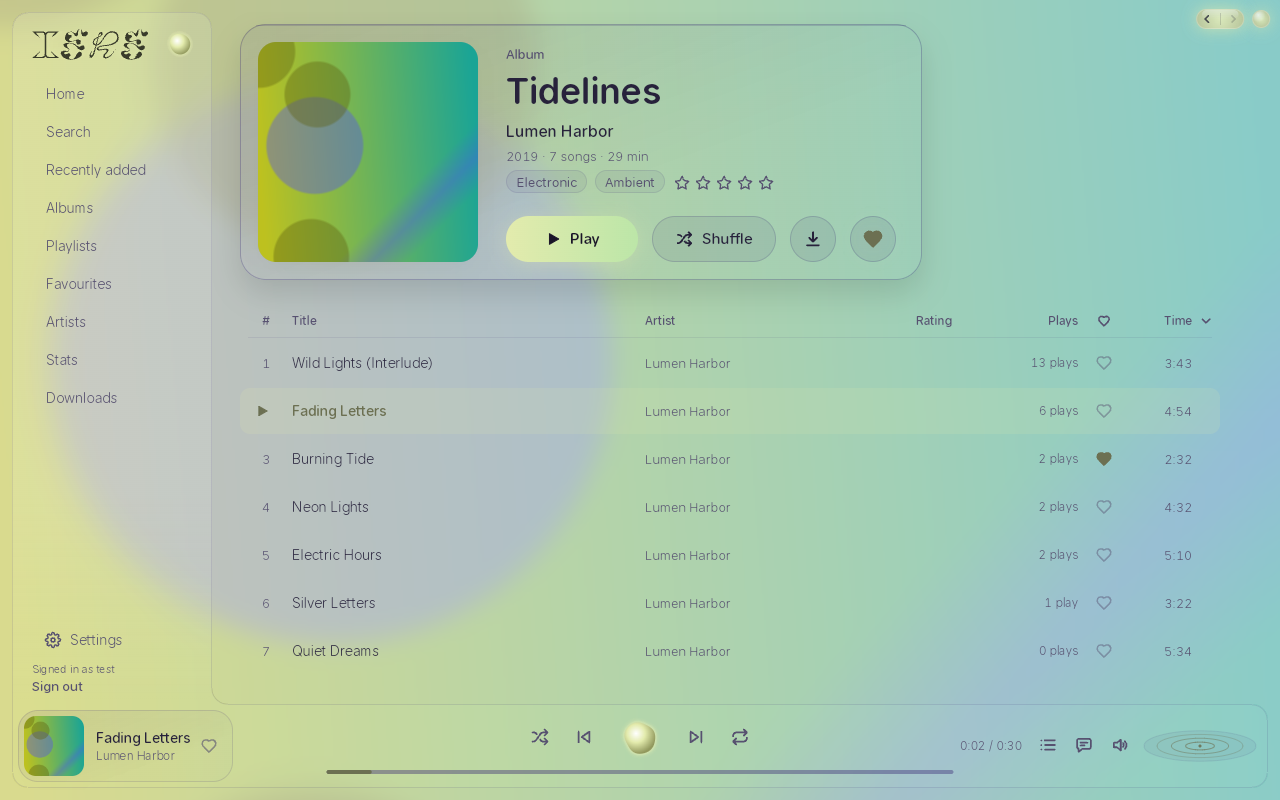 ISRS
Home
Search
Recently added
Albums
Playlists
Favourites
Artists
Stats
Downloads
Settings
Signed in as test
Sign out
Album
Tidelines
Lumen Harbor
2019 · 7 songs · 29 min
Electronic Ambient
Play Shuffle
# Title Artist Rating Plays Time
1 Wild Lights (Interlude) Lumen Harbor 13 plays 3:43
Fading Letters Lumen Harbor 6 plays 4:54
3 Burning Tide Lumen Harbor 2 plays 2:32
4 Neon Lights Lumen Harbor 2 plays 4:32
5 Electric Hours Lumen Harbor 2 plays 5:10
6 Silver Letters Lumen Harbor 1 play 3:22
7 Quiet Dreams Lumen Harbor 0 plays 5:34
Fading Letters
Lumen Harbor
0:02 / 0:30